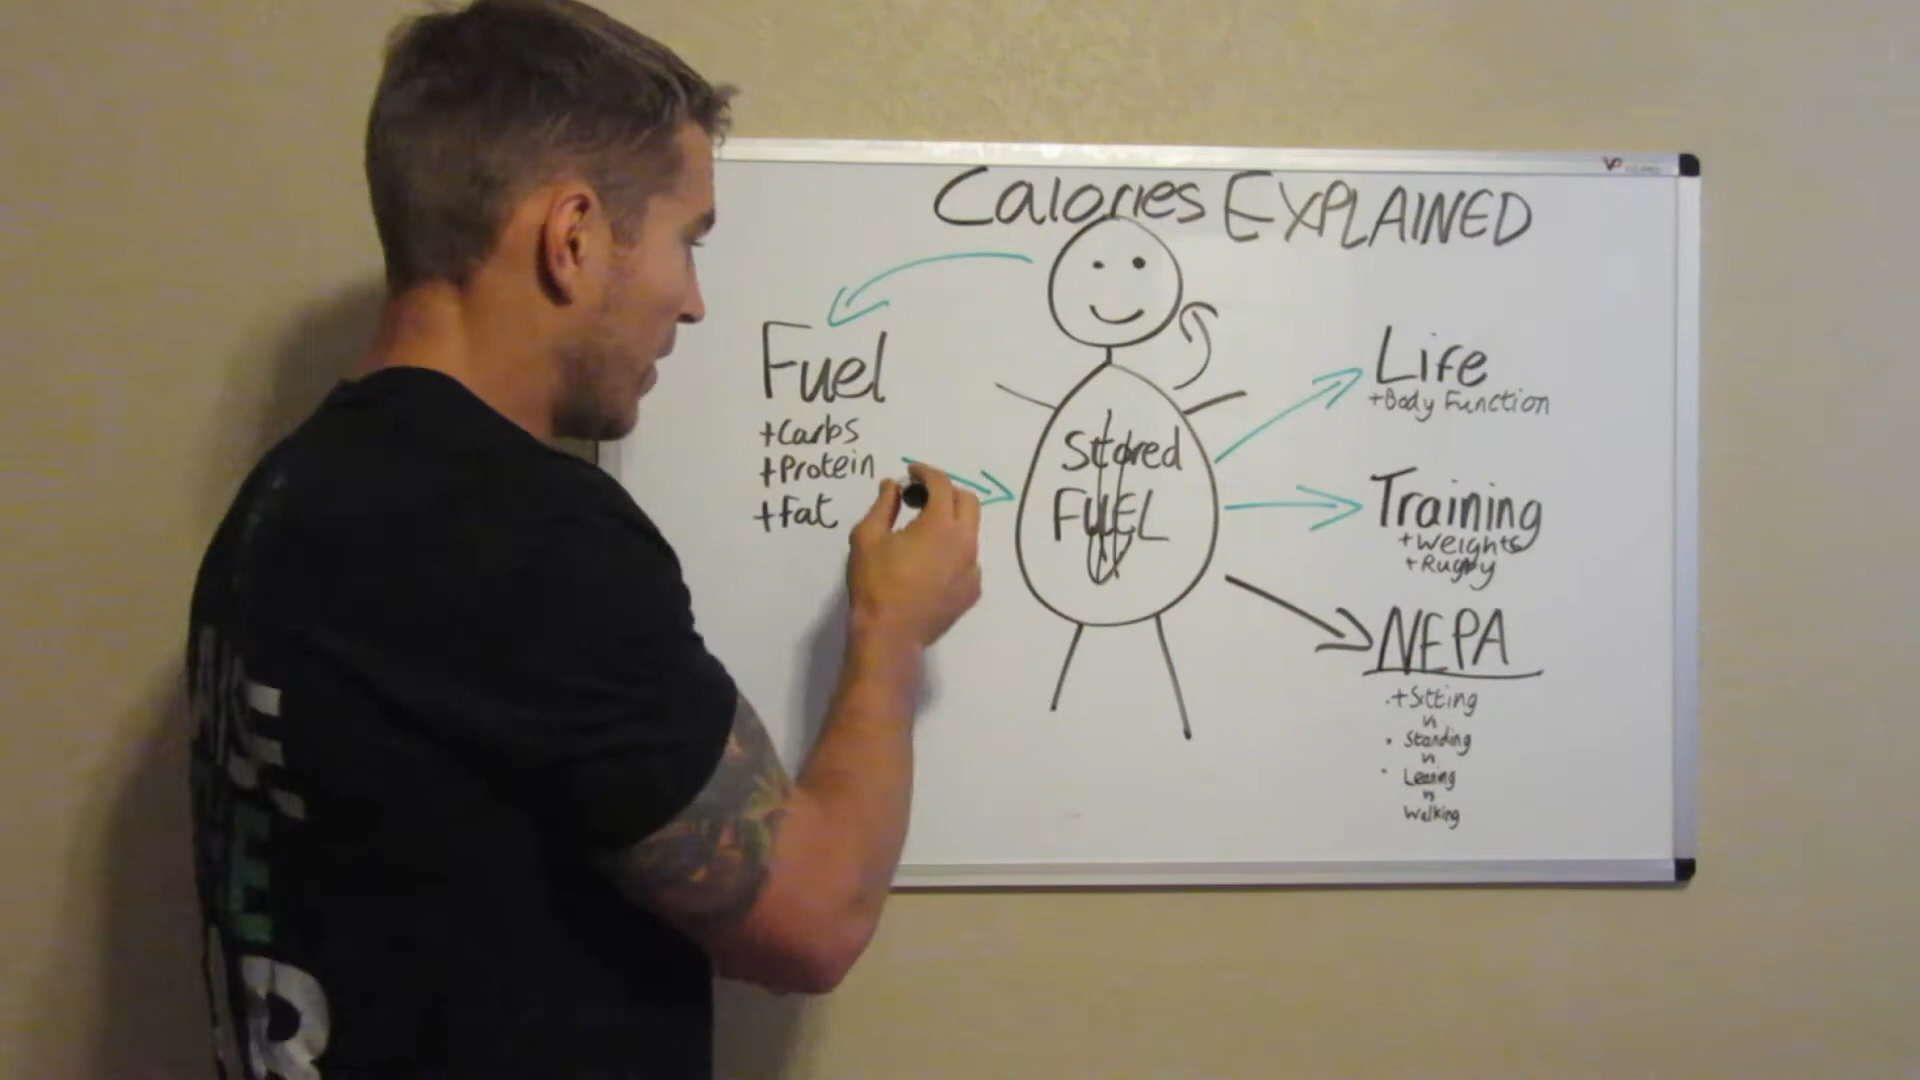 Calories EXPLAINED
Fuel
+Carbs
+Protein
+Fat
Stored
FUEL
Life
+Body Function
Training
+Weights
+Rugby
NEPA
+Sitting
vs
Standing
vs
Leaning
vs
Walking